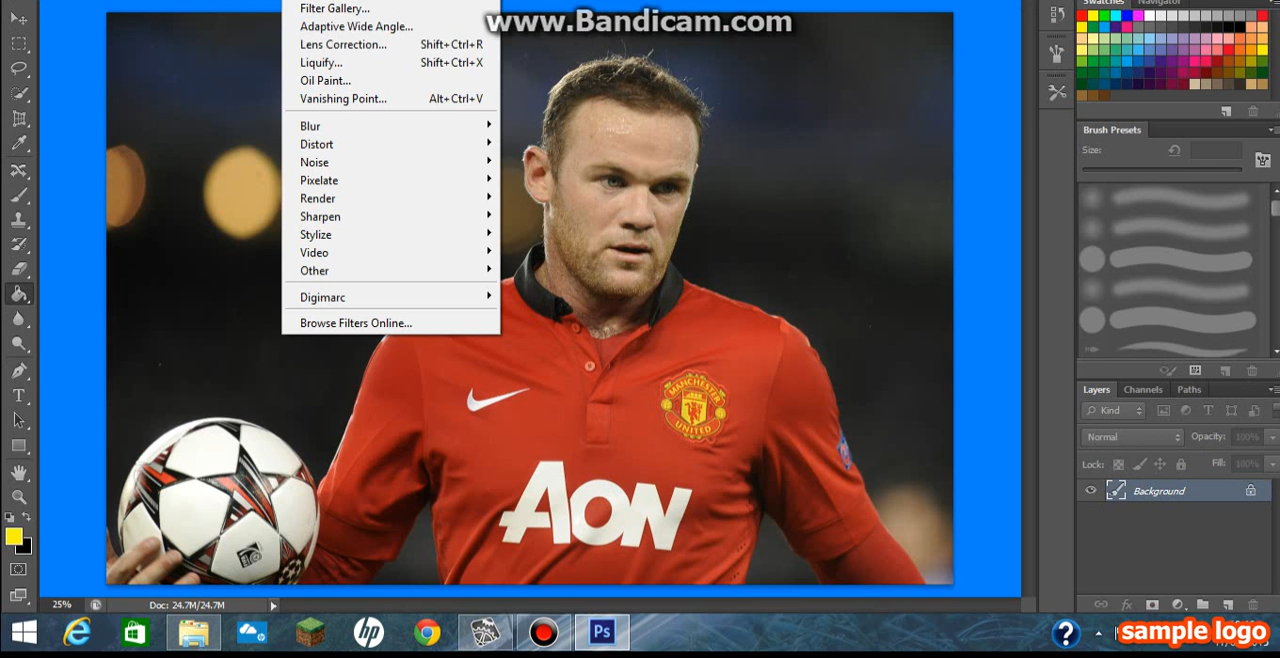 www.Bandicam.com
Filter Gallery...
Adaptive Wide Angle...
Lens Correction... Shift+Ctrl+R
Liquify... Shift+Ctrl+X
Oil Paint...
Vanishing Point... Alt+Ctrl+V
Blur
Distort
Noise
Pixelate
Render
Sharpen
Stylize
Video
Other
Digimarc
Browse Filters Online...
MANCHESTER
UNITED
AON
Swatches Navigator
Brush Presets
Size:
Layers Channels Paths
Kind
Normal Opacity: 100%
Lock: Fill: 100%
Background
25% Doc: 24.7M/24.7M
hp
Ps
sample logo